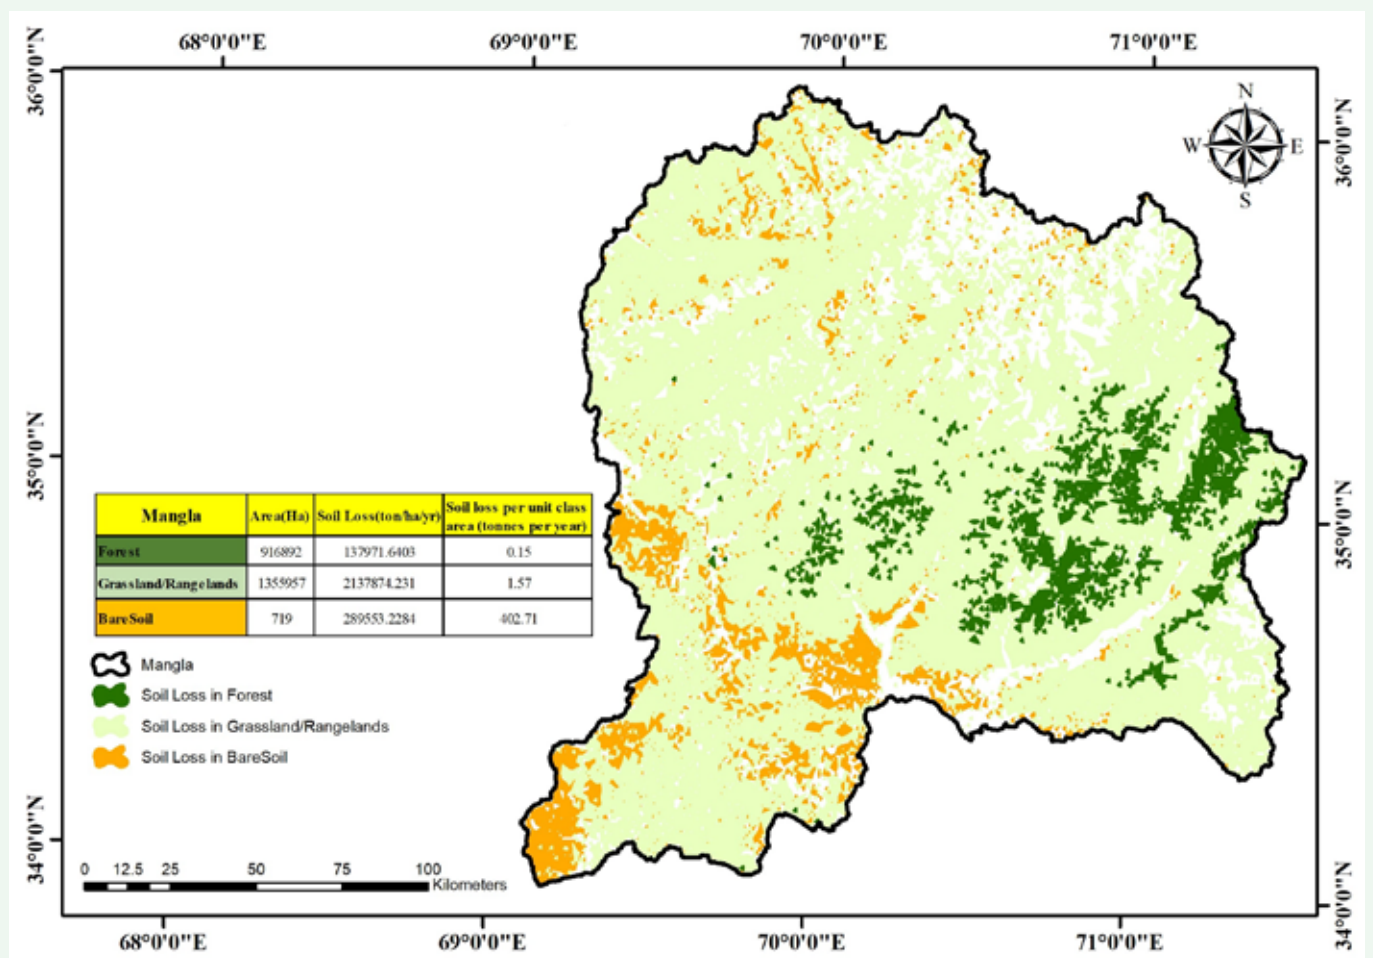 68°0'0"E 69°0'0"E 70°0'0"E 71°0'0"E
36°0'0"N
36°0'0"N
N
W E
S
35°0'0"N
35°0'0"N
Mangla Area(Ha) Soil Loss(ton/ha/yr) Soil loss per unit class
area (tonnes per year)
Forest 916892 137971.6403 0.15
Grassland/Rangelands 1355957 2137874.231 1.57
BareSoil 719 289553.2284 402.71
Mangla
Soil Loss in Forest
Soil Loss in Grassland/Rangelands
Soil Loss in BareSoil
34°0'0"N
34°0'0"N
0 12.5 25 50 75 100
Kilometers
68°0'0"E 69°0'0"E 70°0'0"E 71°0'0"E